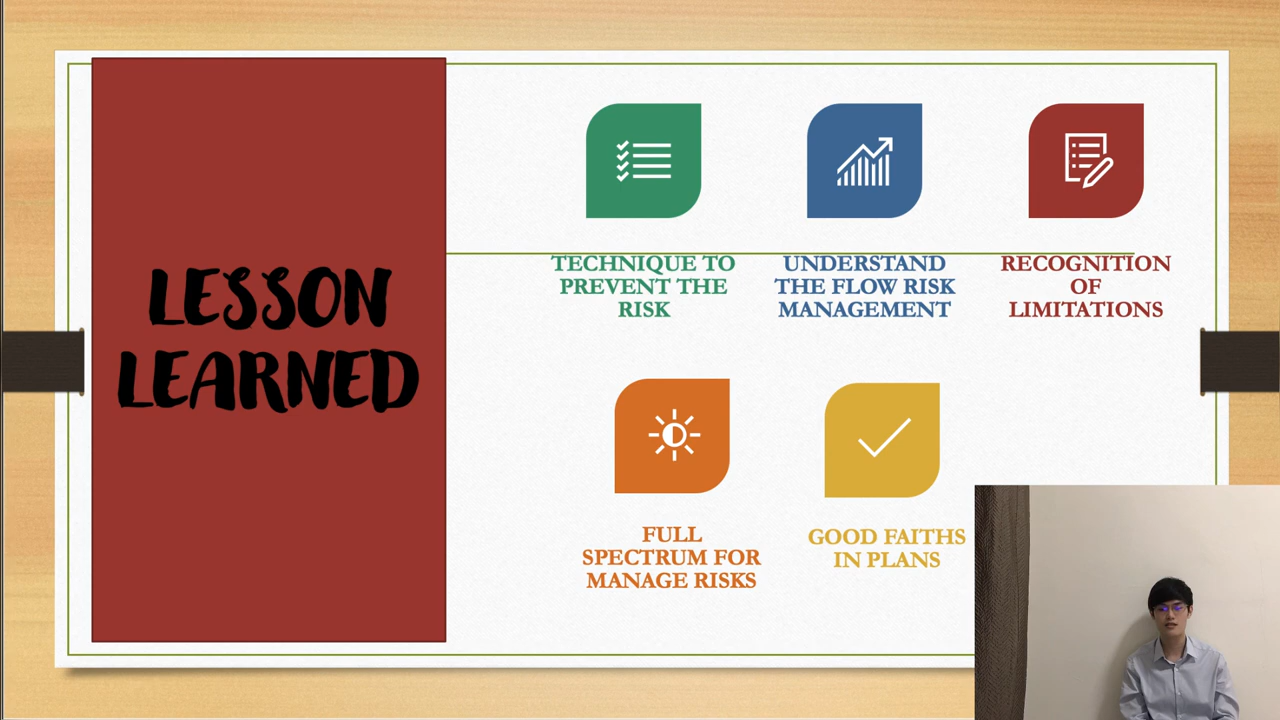 LESSON
LEARNED
TECHNIQUE TO
PREVENT THE
RISK
UNDERSTAND
THE FLOW RISK
MANAGEMENT
RECOGNITION
OF
LIMITATIONS
FULL
SPECTRUM FOR
MANAGE RISKS
GOOD FAITHS
IN PLANS